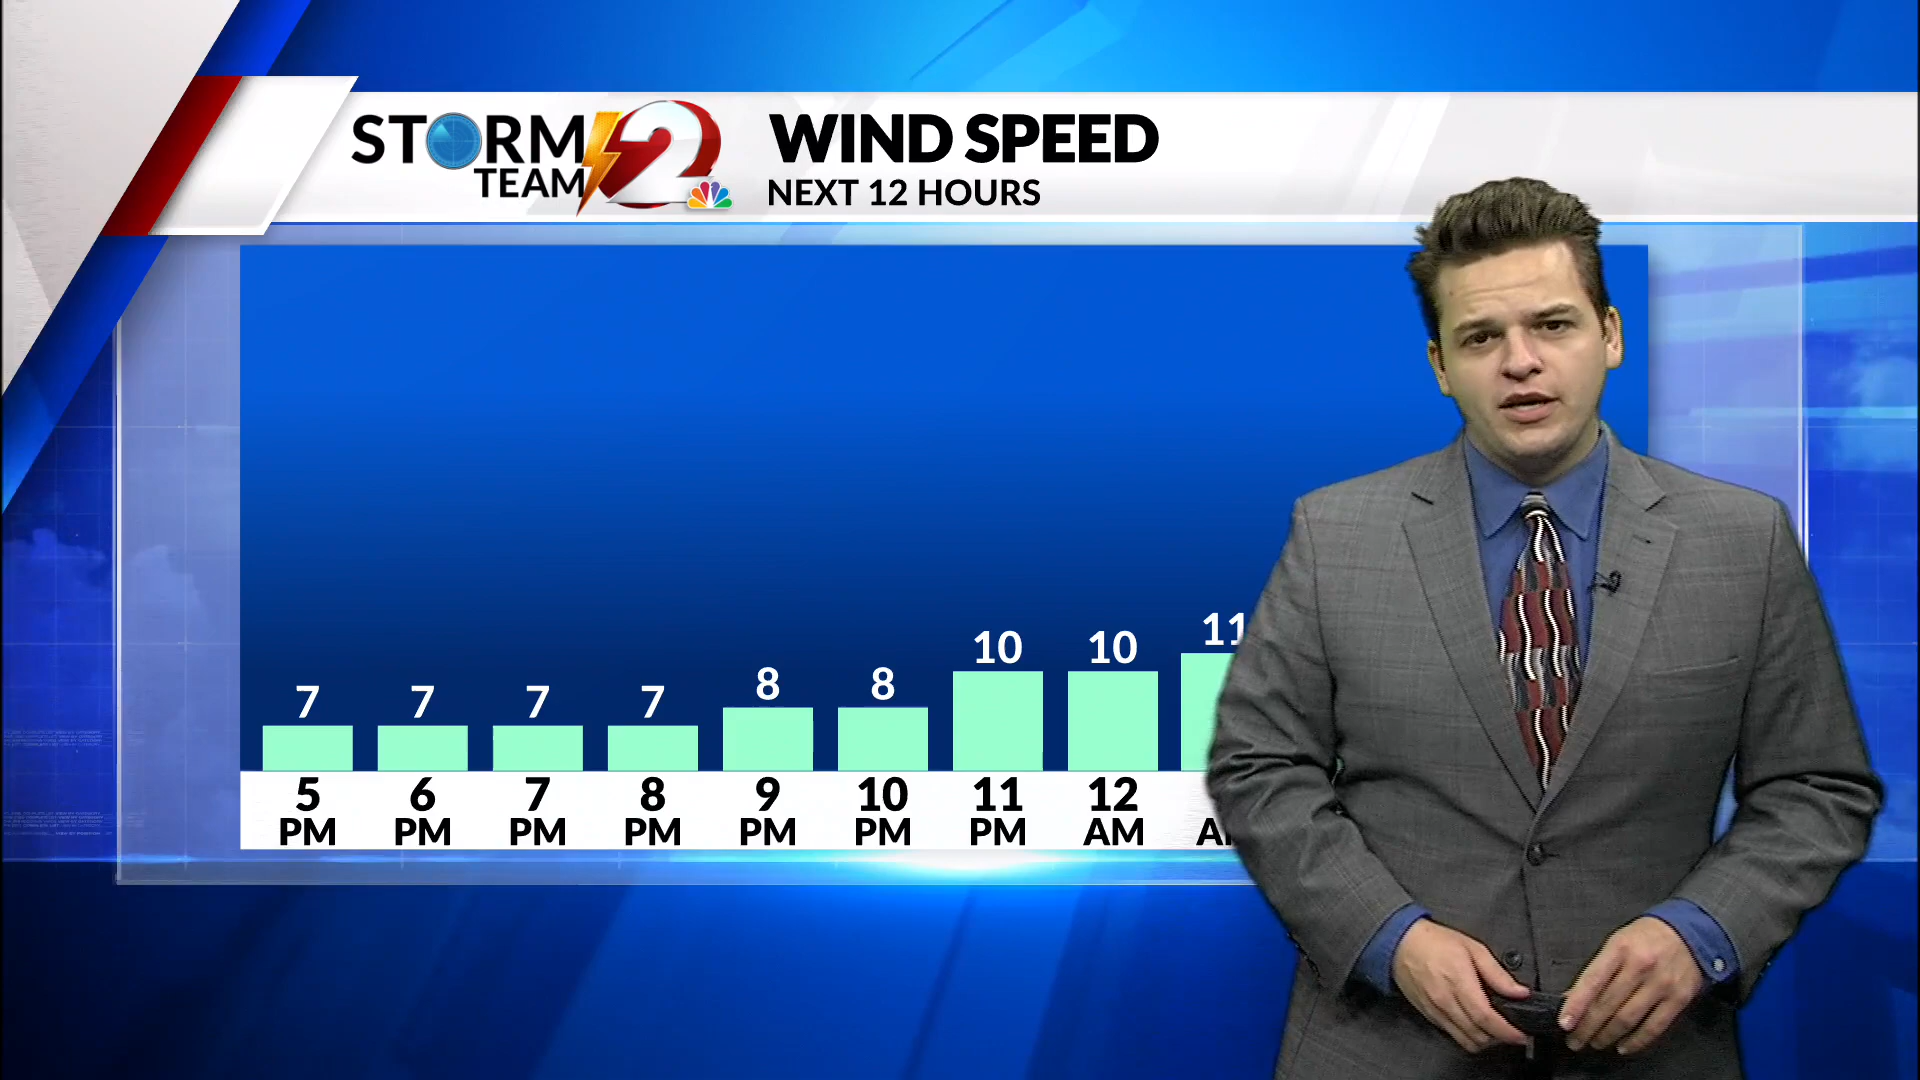 STORM
TEAM 2
WIND SPEED
NEXT 12 HOURS
7 7 7 7 8 8 10 10 11
5 6 7 8 9 10 11 12
PM PM PM PM PM PM PM AM